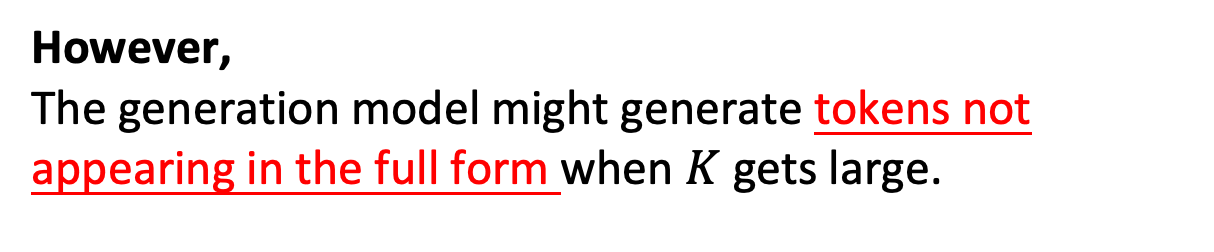 However,
The generation model might generate tokens not
appearing in the full form when K gets large.